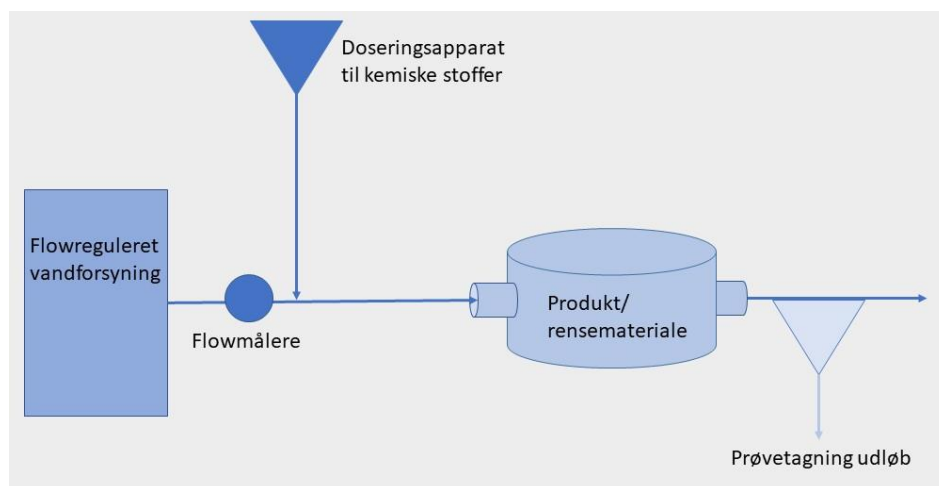 Doseringsapparat
til kemiske stoffer
Flowreguleret
vandforsyning
Flowmålere
Produkt/
rensemateriale
Prøvetagning udløb